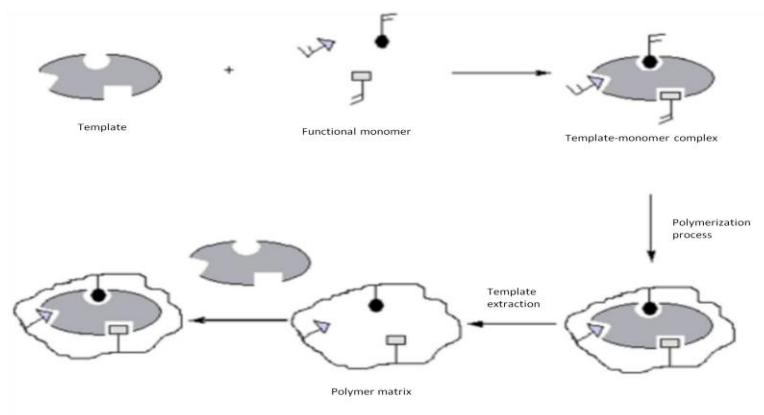 +
Template
Functional monomer
Template-monomer complex
Polymerization
process
Template
extraction
Polymer matrix